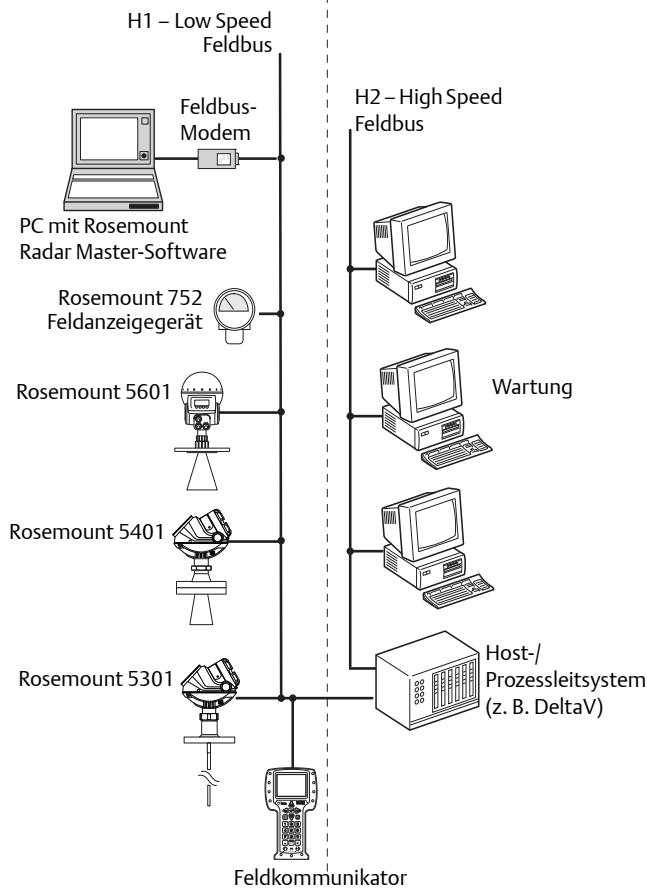 H1 – Low Speed
Feldbus
Feldbus-
Modem
H2 – High Speed
Feldbus
PC mit Rosemount
Radar Master-Software
Rosemount 752
Feldanzeigegerät
Rosemount 5601
Wartung
Rosemount 5401
Rosemount 5301
Host-/
Prozessleitsystem
(z. B. DeltaV)
Feldkommunikator